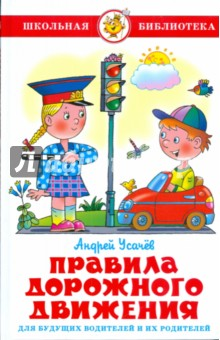 ШКОЛЬНАЯ БИБЛИОТЕКА
Андрей Усачёв
ПРАВИЛА
ДОРОЖНОГО
ДВИЖЕНИЯ
ДЛЯ БУДУЩИХ ВОДИТЕЛЕЙ И ИХ РОДИТЕЛЕЙ